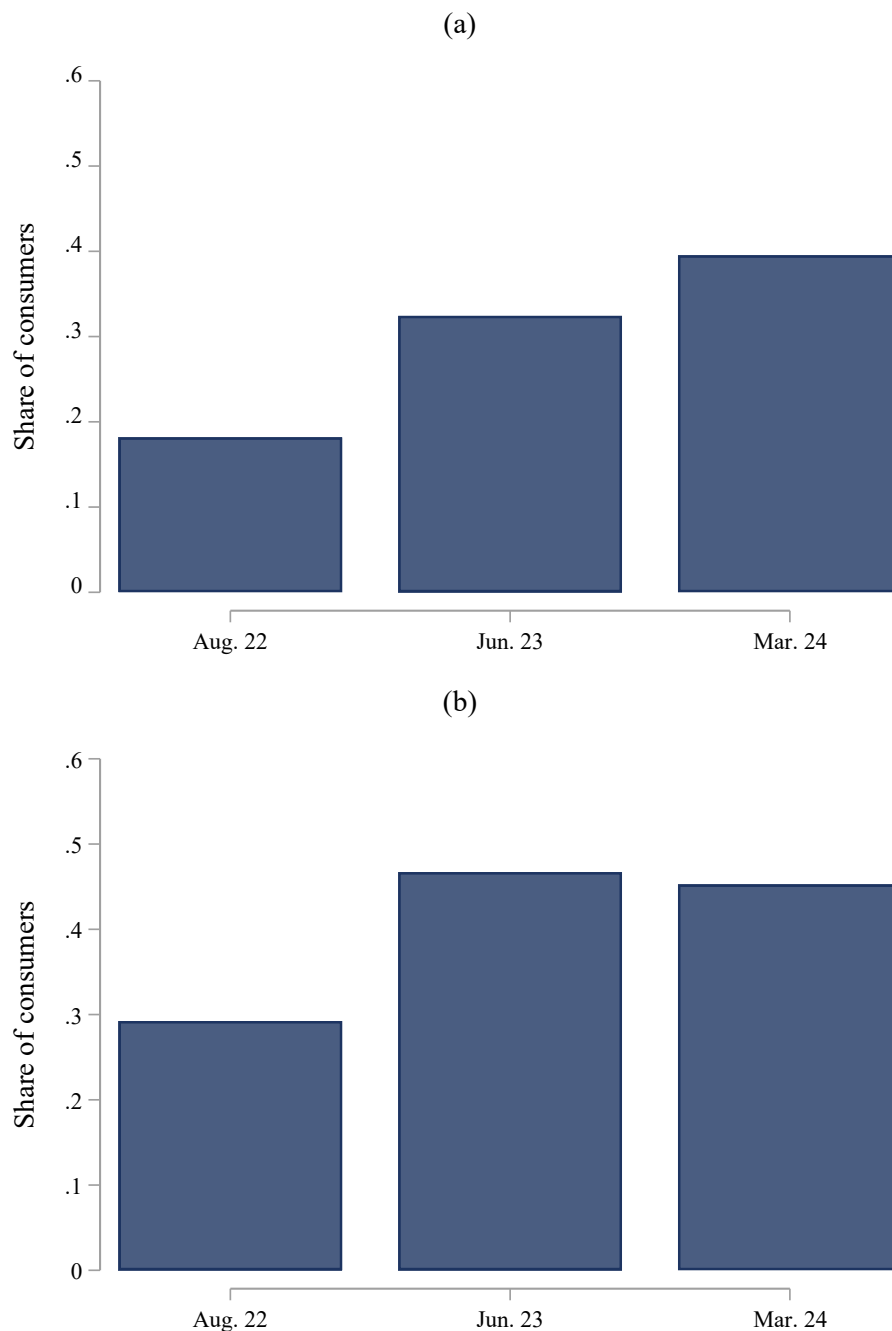 (a)
.6
.5
.4
.3
.2
.1
0
Share of consumers
Aug. 22 Jun. 23 Mar. 24
(b)
.6
.5
.4
.3
.2
.1
0
Share of consumers
Aug. 22 Jun. 23 Mar. 24